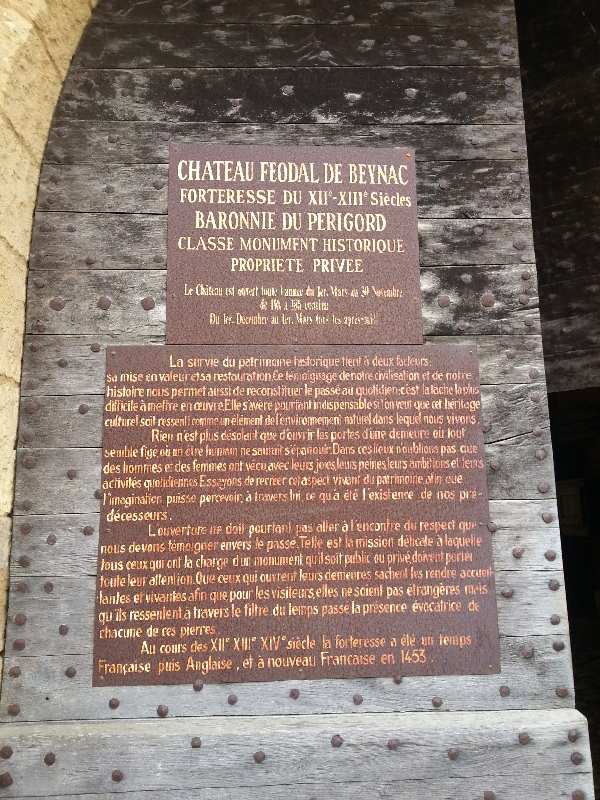 CHATEAU FEODAL DE BEYNAC
FORTERESSE DU XIIe-XIIIe Siècles
BARONNIE DU PERIGORD
CLASSE MONUMENT HISTORIQUE
PROPRIETE PRIVEE
Le Château est ouvert toute l'année du 1er. Mars au 30 Novembre
de 10h à 18h continu
Du 1er. Décembre au 1er. Mars tous les après-midi
La survie du patrimoine historique tient à deux facteurs:
sa mise en valeur et sa restauration. Ce témoignage de notre civilisation et de notre
histoire nous permet aussi de reconstituer le passé au quotidien: c'est la tâche la plus
difficile à mettre en œuvre. Elle s'avère pourtant indispensable si l'on veut que cet héritage
culturel soit ressenti comme un élément de l'environnement naturel dans lequel nous vivons.
Rien n'est plus désolant que d'ouvrir les portes d'une demeure où tout
semble figé où un être humain ne saurait s'épanouir. Dans ces lieux n'oublions pas que
des hommes et des femmes ont vécu avec leurs joies, leurs peines, leurs ambitions et leurs
activités quotidiennes. Essayons de recréer cet aspect vivant du patrimoine, afin que
l'imagination puisse percevoir, à travers lui, ce qu'a été l'existence de nos pré-
décesseurs.
L'ouverture ne doit pourtant pas aller à l'encontre du respect que
nous devons témoigner envers le passé. Telle est la mission délicate à laquelle
tous ceux qui ont la charge d'un monument qu'il soit public ou privé, doivent porter
toute leur attention. Que ceux qui ouvrent leurs demeures sachent les rendre accueil-
lantes et vivantes afin que pour les visiteurs, elles ne soient pas étrangères mais
qu'ils ressentent à travers le filtre du temps passé la présence évocatrice de
chacune de ces pierres.
Au cours des XIIe XIIIe XIVe siècle la forteresse a été un temps
Française puis Anglaise, et à nouveau Française en 1453.